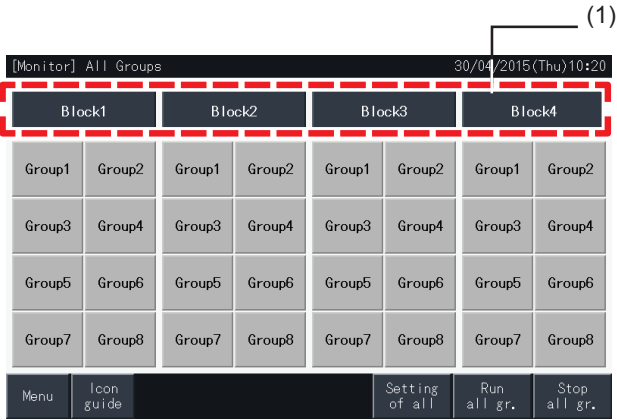 (1)
[Monitor] All Groups 30/04/2015(Thu)10:20
Block1 Block2 Block3 Block4
Group1 Group2 Group1 Group2 Group1 Group2 Group1 Group2
Group3 Group4 Group3 Group4 Group3 Group4 Group3 Group4
Group5 Group6 Group5 Group6 Group5 Group6 Group5 Group6
Group7 Group8 Group7 Group8 Group7 Group8 Group7 Group8
Menu Icon guide Setting of all Run all gr. Stop all gr.